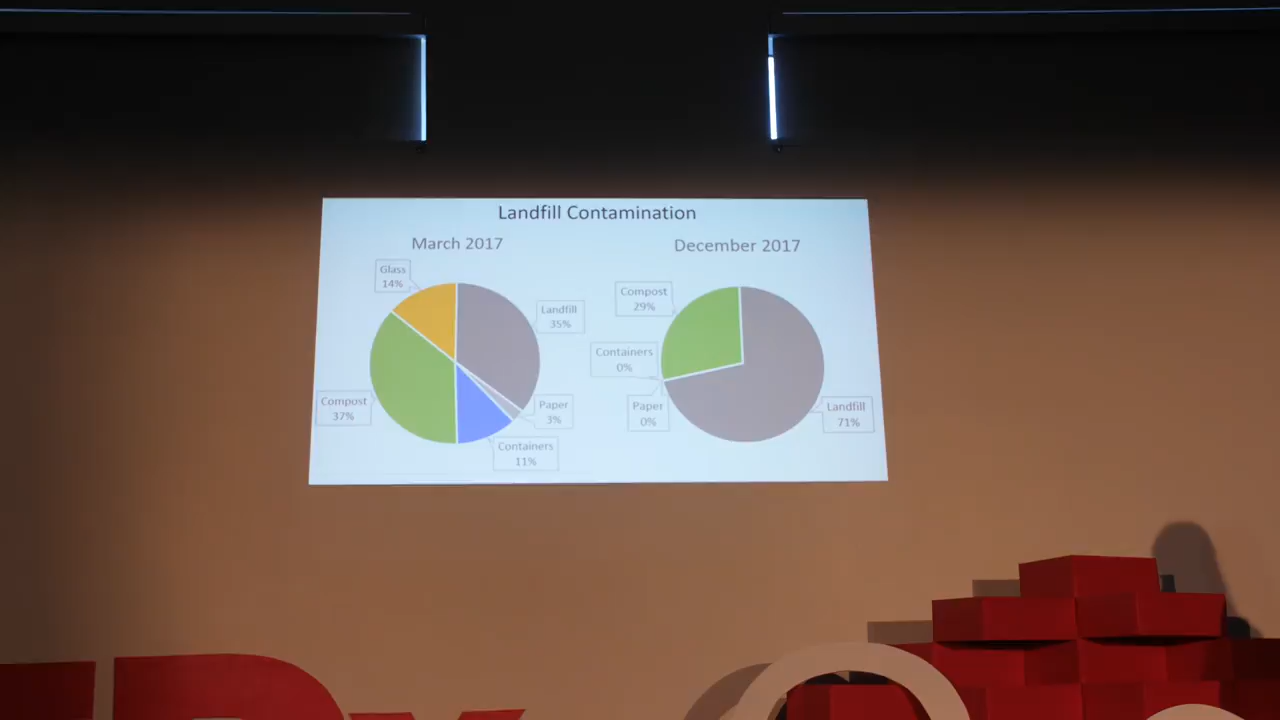 Landfill Contamination
March 2017
December 2017
Glass
14%
Landfill
35%
Compost
37%
Paper
3%
Containers
11%
Compost
29%
Containers
0%
Paper
0%
Landfill
71%